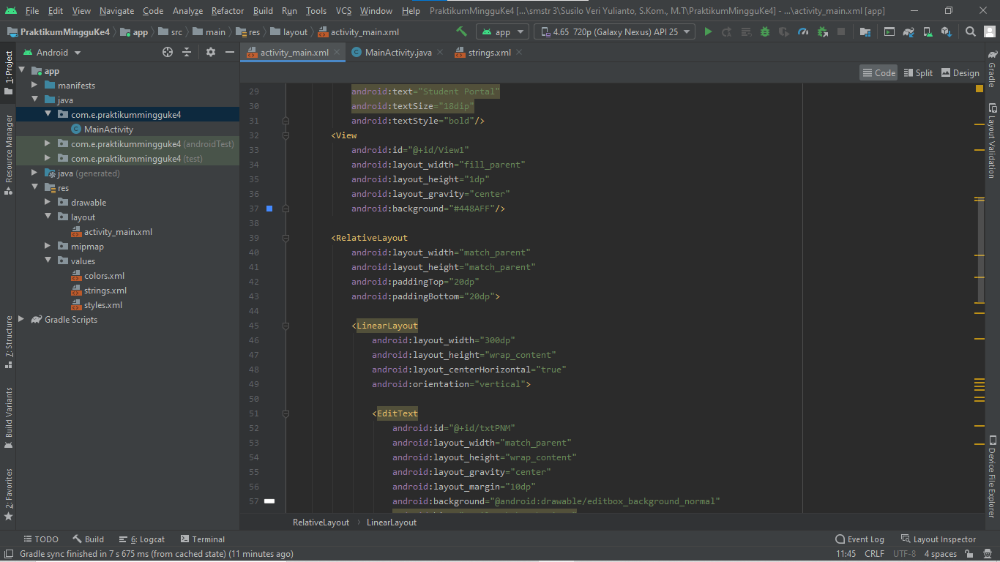 File Edit View Navigate Code Analyze Refactor Build Run Tools VCS Window Help PraktikumMingguKe4 [...\smstr 3\Susilo Veri Yulianto, S.Kom., M.T\PraktikumMingguKe4] - ...\activity_main.xml [app]
PraktikumMingguKe4 app src main res layout activity_main.xml app 4.65 720p (Galaxy Nexus) API 25
Android activity_main.xml MainActivity.java strings.xml
Code Split Design
1: Project
Resource Manager
7: Structure
Build Variants
2: Favorites
app
manifests
java
com.e.praktikummingguke4
MainActivity
com.e.praktikummingguke4 (androidTest)
com.e.praktikummingguke4 (test)
java (generated)
res
drawable
layout
activity_main.xml
mipmap
values
colors.xml
strings.xml
styles.xml
Gradle Scripts
29 android:text="Student Portal"
30 android:textSize="18dip"
31 android:textStyle="bold"/>
32 <View
33 android:id="@+id/View1"
34 android:layout_width="fill_parent"
35 android:layout_height="1dp"
36 android:layout_gravity="center"
37 android:background="#448AFF"/>
38
39 <RelativeLayout
40 android:layout_width="match_parent"
41 android:layout_height="match_parent"
42 android:paddingTop="20dp"
43 android:paddingBottom="20dp">
44
45 <LinearLayout
46 android:layout_width="300dp"
47 android:layout_height="wrap_content"
48 android:layout_centerHorizontal="true"
49 android:orientation="vertical">
50
51 <EditText
52 android:id="@+id/txtPNM"
53 android:layout_width="match_parent"
54 android:layout_height="wrap_content"
55 android:layout_gravity="center"
56 android:layout_margin="10dp"
57 android:background="@android:drawable/editbox_background_normal"
RelativeLayout LinearLayout
Gradle
Layout Validation
Device File Explorer
TODO Build 6: Logcat Terminal Event Log Layout Inspector
Gradle sync finished in 7 s 675 ms (from cached state) (11 minutes ago) 11:45 CRLF UTF-8 4 spaces